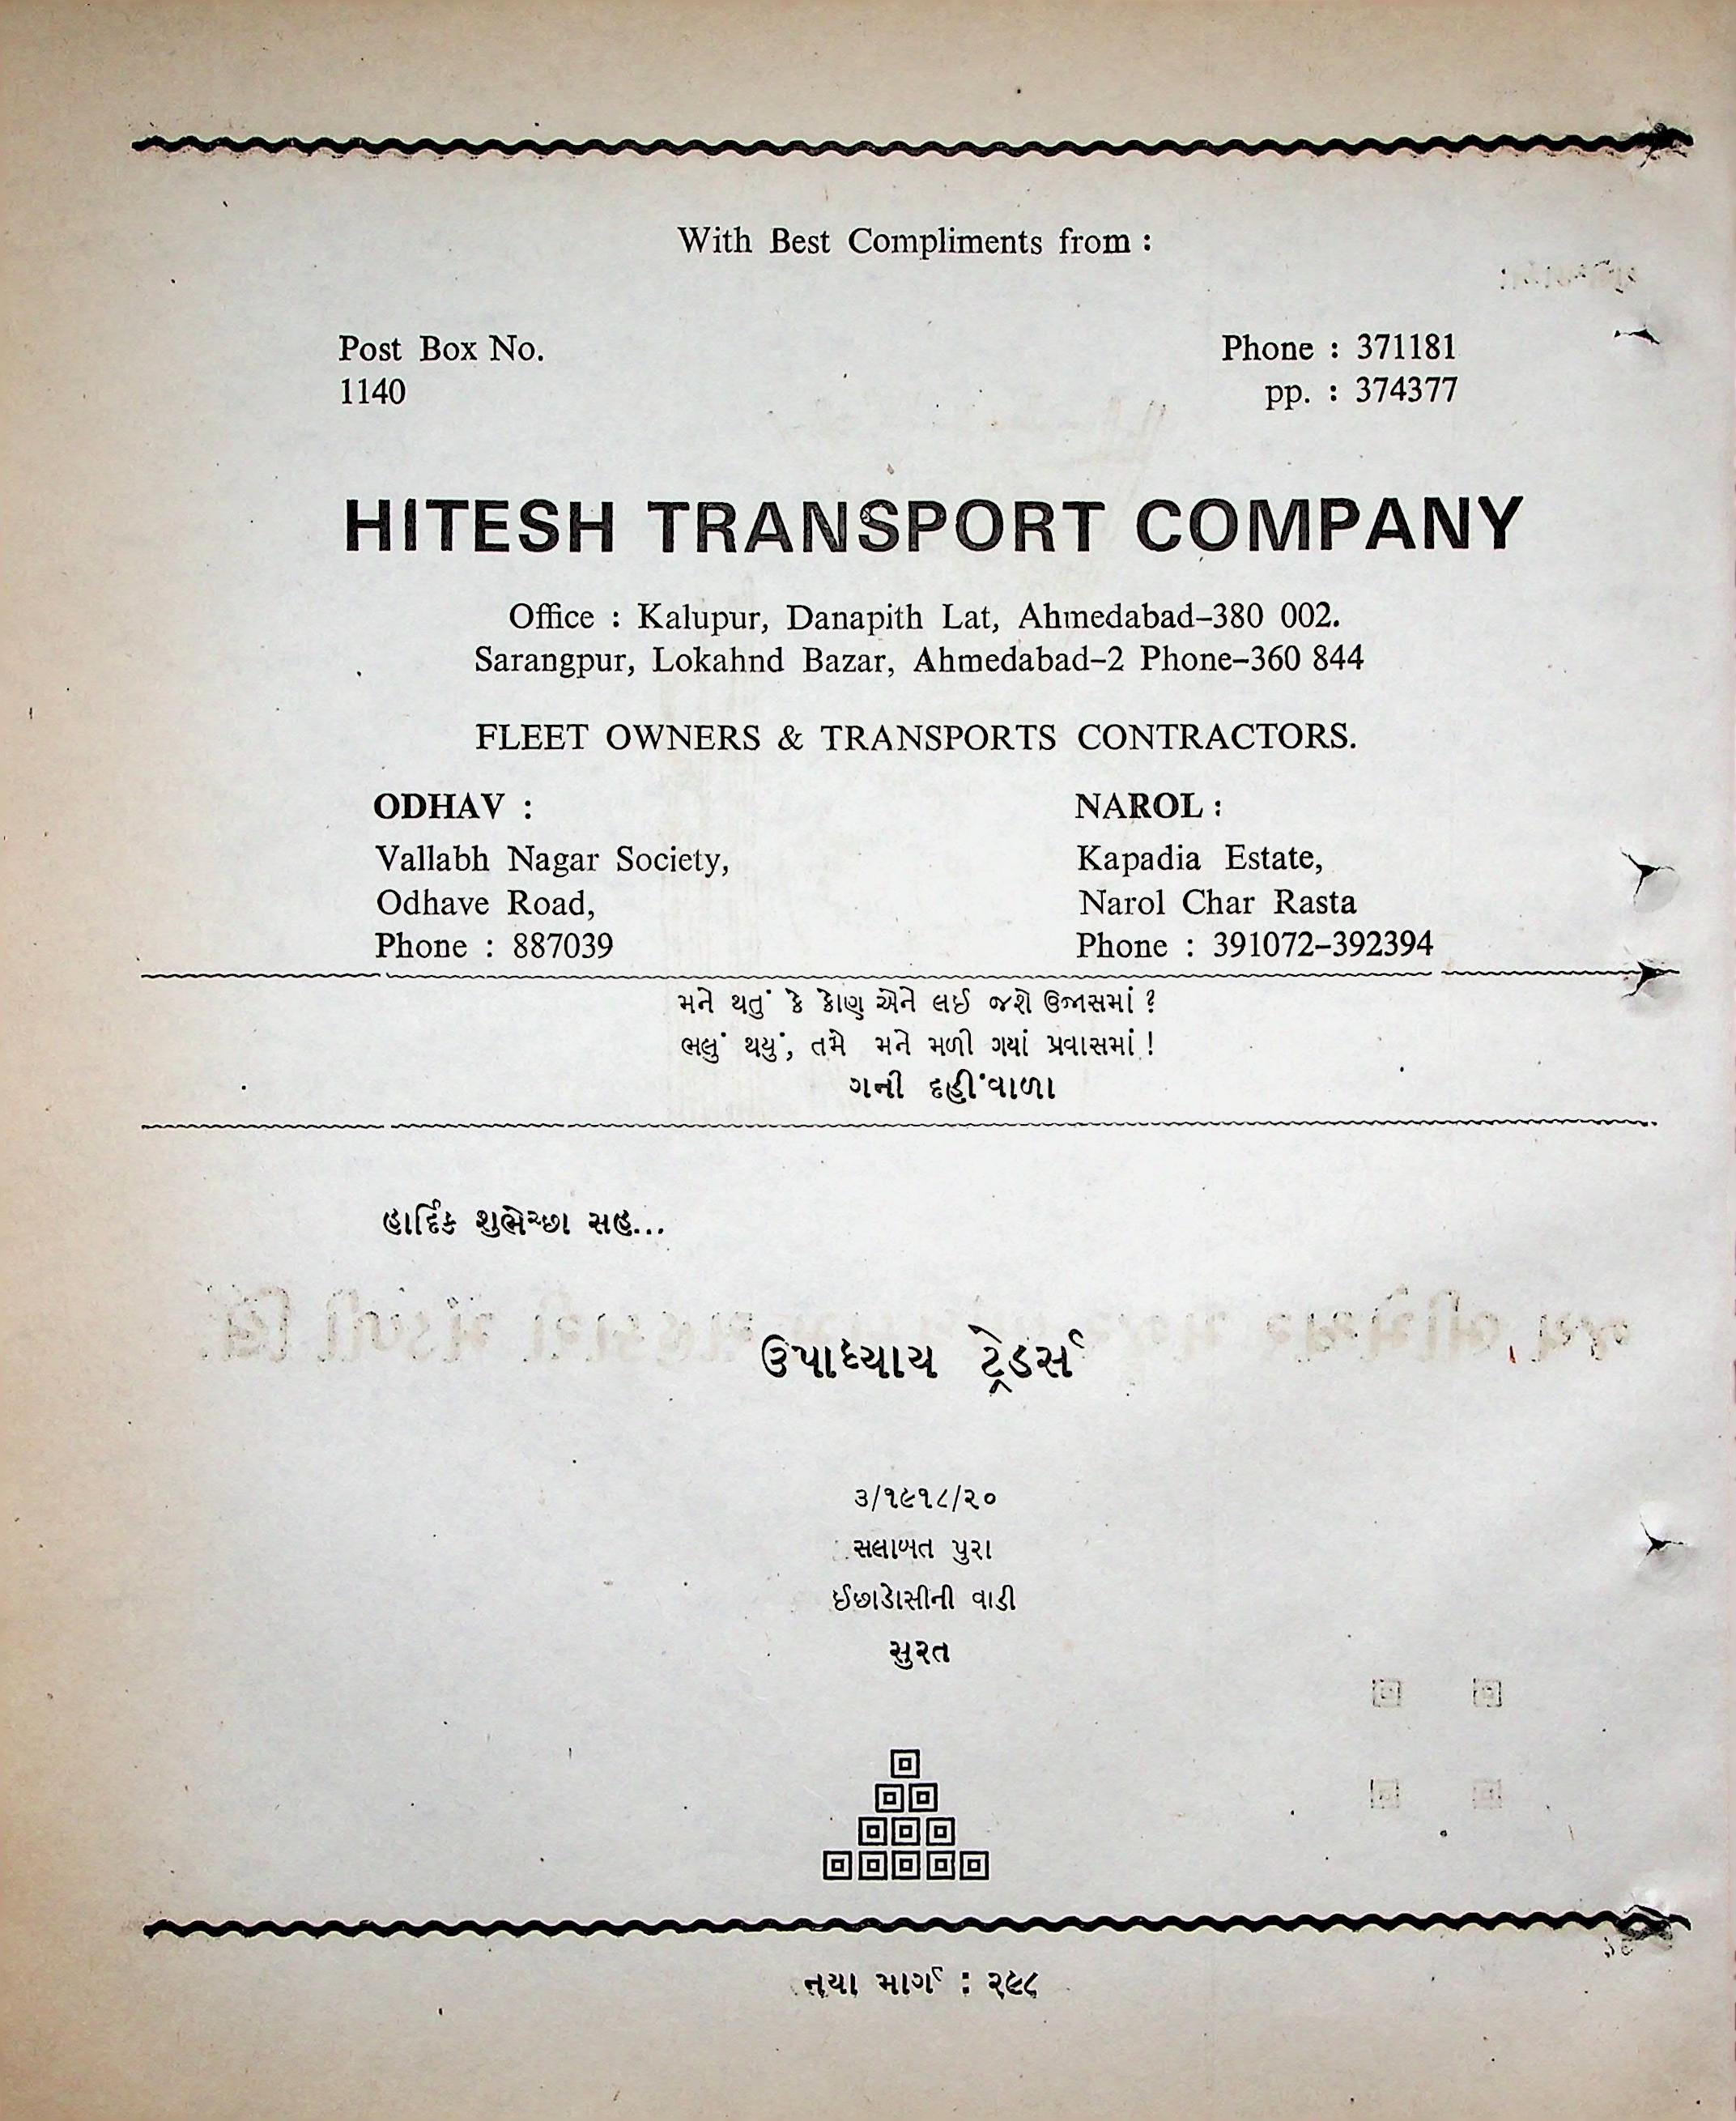 With Best Compliments from :
Post Box No.
1140
Phone : 371181
pp. : 374377
HITESH TRANSPORT COMPANY
Office : Kalupur, Danapith Lat, Ahmedabad–380 002.
Sarangpur, Lokahnd Bazar, Ahmedabad–2 Phone–360 844
FLEET OWNERS & TRANSPORTS CONTRACTORS.
ODHAV :
Vallabh Nagar Society,
Odhave Road,
Phone : 887039
NAROL :
Kapadia Estate,
Narol Char Rasta
Phone : 391072–392394
મને થતું કે કોણ એને લઈ જશે ઉજાસમાં ?
ભલું થયું, તમે મને મળી ગયાં પ્રવાસમાં !
ગની દહીંવાળા
હાર્દિક શુભેચ્છા સહ...
ઉપાધ્યાય ટ્રેડર્સ
૩/૧૯૧૮/૨૦
સલાબત પુરા
ઈછાડોસીની વાડી
સુરત
નયા માર્ગ : ૨૯૮